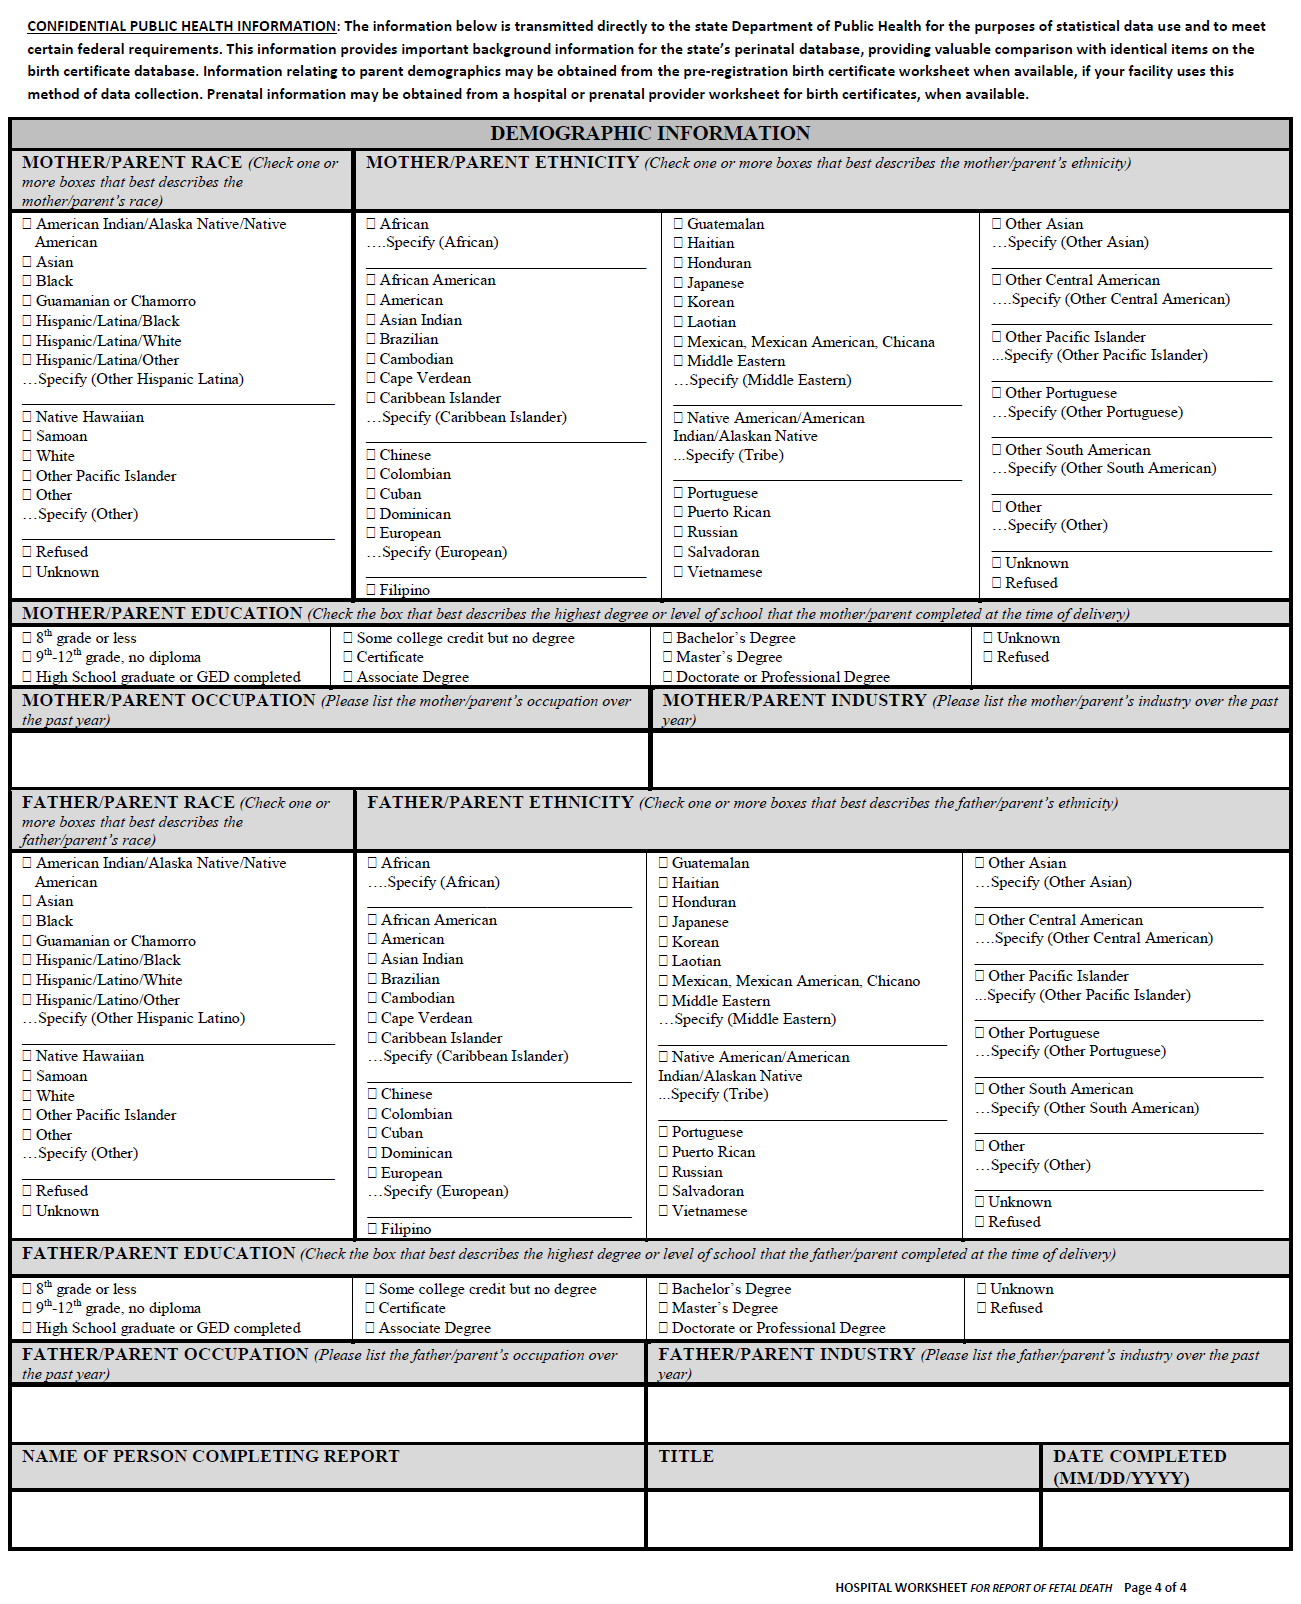 CONFIDENTIAL PUBLIC HEALTH INFORMATION: The information below is transmitted directly to the state Department of Public Health for the purposes of statistical data use and to meet
certain federal requirements. This information provides important background information for the state's perinatal database, providing valuable comparison with identical items on the
birth certificate database. Information relating to parent demographics may be obtained from the pre-registration birth certificate worksheet when available, if your facility uses this
method of data collection. Prenatal information may be obtained from a hospital or prenatal provider worksheet for birth certificates, when available.
DEMOGRAPHIC INFORMATION
MOTHER/PARENT RACE (Check one or
more boxes that best describes the
mother/parent's race)
MOTHER/PARENT ETHNICITY (Check one or more boxes that best describes the mother/parent's ethnicity)
☐ American Indian/Alaska Native/Native
American
☐ Asian
☐ Black
☐ Guamanian or Chamorro
☐ Hispanic/Latina/Black
☐ Hispanic/Latina/White
☐ Hispanic/Latina/Other
…Specify (Other Hispanic Latina)
☐ Native Hawaiian
☐ Samoan
☐ White
☐ Other Pacific Islander
☐ Other
…Specify (Other)
☐ Refused
☐ Unknown
☐ African
….Specify (African)
☐ African American
☐ American
☐ Asian Indian
☐ Brazilian
☐ Cambodian
☐ Cape Verdean
☐ Caribbean Islander
…Specify (Caribbean Islander)
☐ Chinese
☐ Colombian
☐ Cuban
☐ Dominican
☐ European
…Specify (European)
☐ Filipino
☐ Guatemalan
☐ Haitian
☐ Honduran
☐ Japanese
☐ Korean
☐ Laotian
☐ Mexican, Mexican American, Chicana
☐ Middle Eastern
…Specify (Middle Eastern)
☐ Native American/American
Indian/Alaskan Native
...Specify (Tribe)
☐ Portuguese
☐ Puerto Rican
☐ Russian
☐ Salvadoran
☐ Vietnamese
☐ Other Asian
…Specify (Other Asian)
☐ Other Central American
….Specify (Other Central American)
☐ Other Pacific Islander
...Specify (Other Pacific Islander)
☐ Other Portuguese
…Specify (Other Portuguese)
☐ Other South American
…Specify (Other South American)
☐ Other
…Specify (Other)
☐ Unknown
☐ Refused
MOTHER/PARENT EDUCATION (Check the box that best describes the highest degree or level of school that the mother/parent completed at the time of delivery)
☐ 8th grade or less
☐ 9th-12th grade, no diploma
☐ High School graduate or GED completed
☐ Some college credit but no degree
☐ Certificate
☐ Associate Degree
☐ Bachelor's Degree
☐ Master's Degree
☐ Doctorate or Professional Degree
☐ Unknown
☐ Refused
MOTHER/PARENT OCCUPATION (Please list the mother/parent's occupation over
the past year)
MOTHER/PARENT INDUSTRY (Please list the mother/parent's industry over the past
year)
FATHER/PARENT RACE (Check one or
more boxes that best describes the
father/parent's race)
FATHER/PARENT ETHNICITY (Check one or more boxes that best describes the father/parent's ethnicity)
☐ American Indian/Alaska Native/Native
American
☐ Asian
☐ Black
☐ Guamanian or Chamorro
☐ Hispanic/Latino/Black
☐ Hispanic/Latino/White
☐ Hispanic/Latino/Other
…Specify (Other Hispanic Latino)
☐ Native Hawaiian
☐ Samoan
☐ White
☐ Other Pacific Islander
☐ Other
…Specify (Other)
☐ Refused
☐ Unknown
☐ African
….Specify (African)
☐ African American
☐ American
☐ Asian Indian
☐ Brazilian
☐ Cambodian
☐ Cape Verdean
☐ Caribbean Islander
…Specify (Caribbean Islander)
☐ Chinese
☐ Colombian
☐ Cuban
☐ Dominican
☐ European
…Specify (European)
☐ Filipino
☐ Guatemalan
☐ Haitian
☐ Honduran
☐ Japanese
☐ Korean
☐ Laotian
☐ Mexican, Mexican American, Chicano
☐ Middle Eastern
…Specify (Middle Eastern)
☐ Native American/American
Indian/Alaskan Native
...Specify (Tribe)
☐ Portuguese
☐ Puerto Rican
☐ Russian
☐ Salvadoran
☐ Vietnamese
☐ Other Asian
…Specify (Other Asian)
☐ Other Central American
….Specify (Other Central American)
☐ Other Pacific Islander
...Specify (Other Pacific Islander)
☐ Other Portuguese
…Specify (Other Portuguese)
☐ Other South American
…Specify (Other South American)
☐ Other
…Specify (Other)
☐ Unknown
☐ Refused
FATHER/PARENT EDUCATION (Check the box that best describes the highest degree or level of school that the father/parent completed at the time of delivery)
☐ 8th grade or less
☐ 9th-12th grade, no diploma
☐ High School graduate or GED completed
☐ Some college credit but no degree
☐ Certificate
☐ Associate Degree
☐ Bachelor's Degree
☐ Master's Degree
☐ Doctorate or Professional Degree
☐ Unknown
☐ Refused
FATHER/PARENT OCCUPATION (Please list the father/parent's occupation over
the past year)
FATHER/PARENT INDUSTRY (Please list the father/parent's industry over the past
year)
NAME OF PERSON COMPLETING REPORT
TITLE
DATE COMPLETED
(MM/DD/YYYY)
HOSPITAL WORKSHEET FOR REPORT OF FETAL DEATH Page 4 of 4